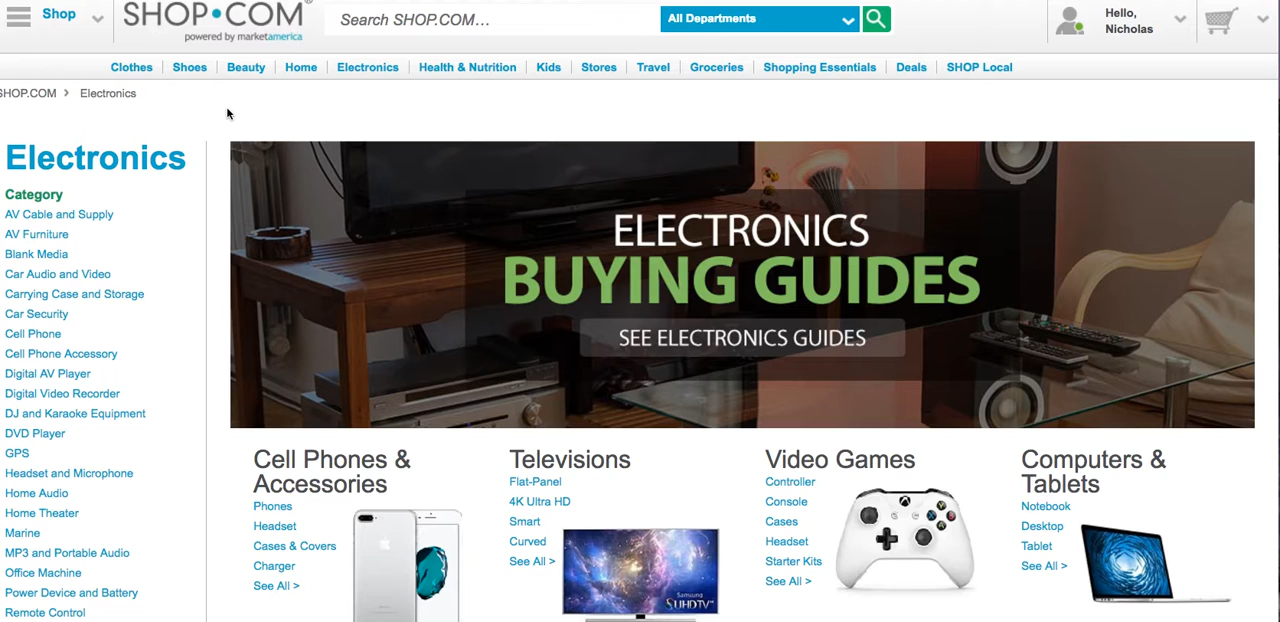 Shop
SHOP•COM®
powered by marketamerica
Search SHOP.COM...
All Departments
Hello,
Nicholas
Clothes
Shoes
Beauty
Home
Electronics
Health & Nutrition
Kids
Stores
Travel
Groceries
Shopping Essentials
Deals
SHOP Local
SHOP.COM > Electronics
Electronics
Category
AV Cable and Supply
AV Furniture
Blank Media
Car Audio and Video
Carrying Case and Storage
Car Security
Cell Phone
Cell Phone Accessory
Digital AV Player
Digital Video Recorder
DJ and Karaoke Equipment
DVD Player
GPS
Headset and Microphone
Home Audio
Home Theater
Marine
MP3 and Portable Audio
Office Machine
Power Device and Battery
Remote Control
ELECTRONICS
BUYING GUIDES
SEE ELECTRONICS GUIDES
Cell Phones &
Accessories
Phones
Headset
Cases & Covers
Charger
See All >
Televisions
Flat-Panel
4K Ultra HD
Smart
Curved
See All >
Samsung
SUHDTV
Video Games
Controller
Console
Cases
Headset
Starter Kits
See All >
Computers &
Tablets
Notebook
Desktop
Tablet
See All >